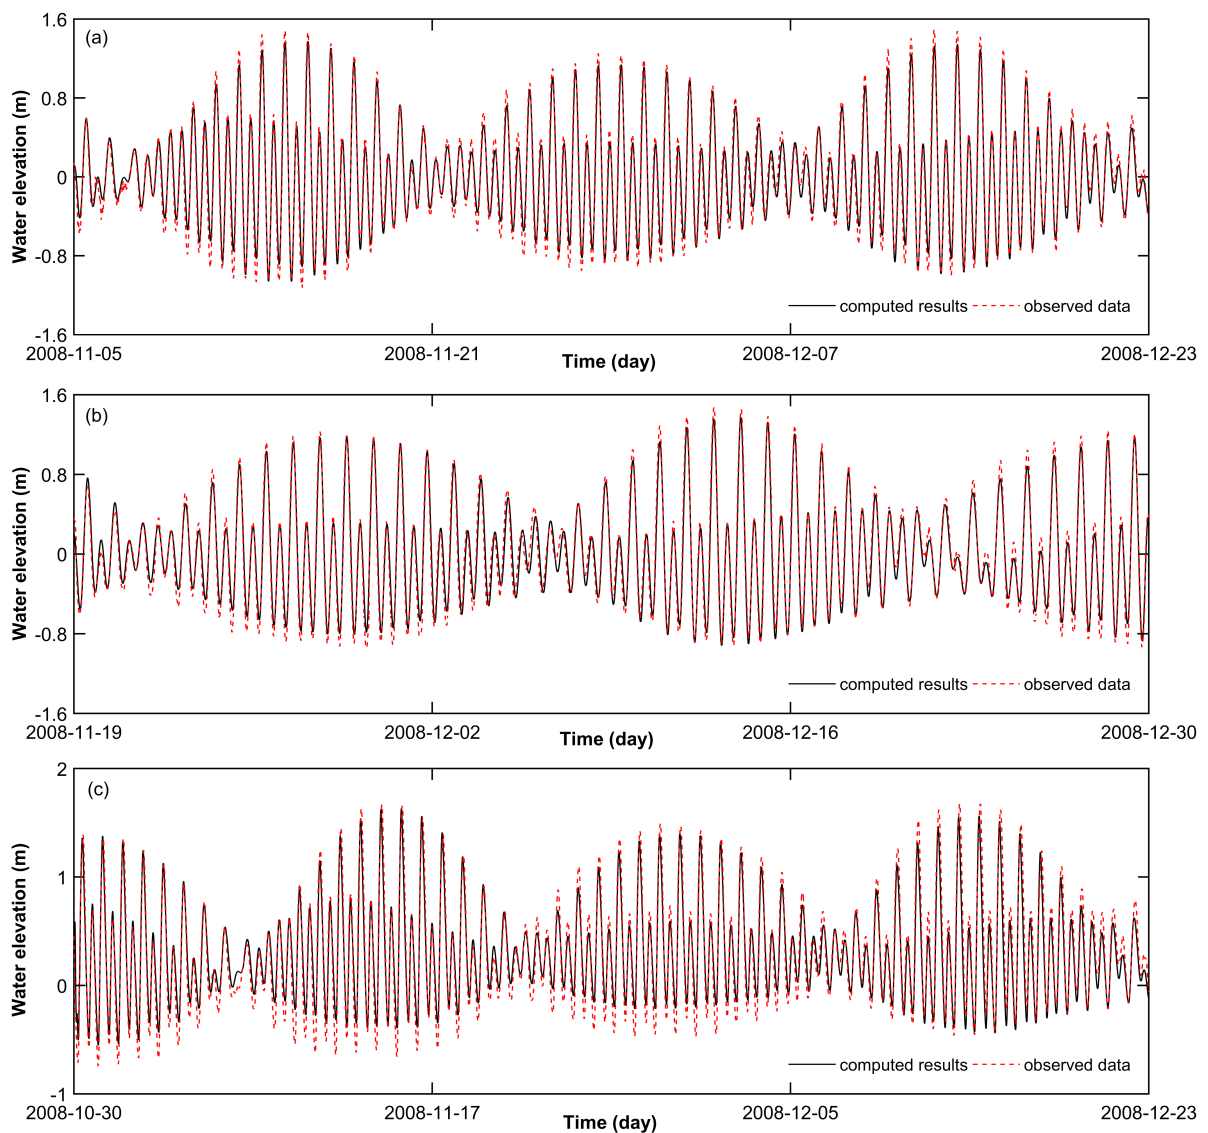 (a)
1.6
0.8
0
-0.8
-1.6
Water elevation (m)
computed results
observed data
2008-11-05
2008-11-21
2008-12-07
2008-12-23
Time (day)
(b)
1.6
0.8
0
-0.8
-1.6
Water elevation (m)
computed results
observed data
2008-11-19
2008-12-02
2008-12-16
2008-12-30
Time (day)
(c)
2
1
0
-1
Water elevation (m)
computed results
observed data
2008-10-30
2008-11-17
2008-12-05
2008-12-23
Time (day)